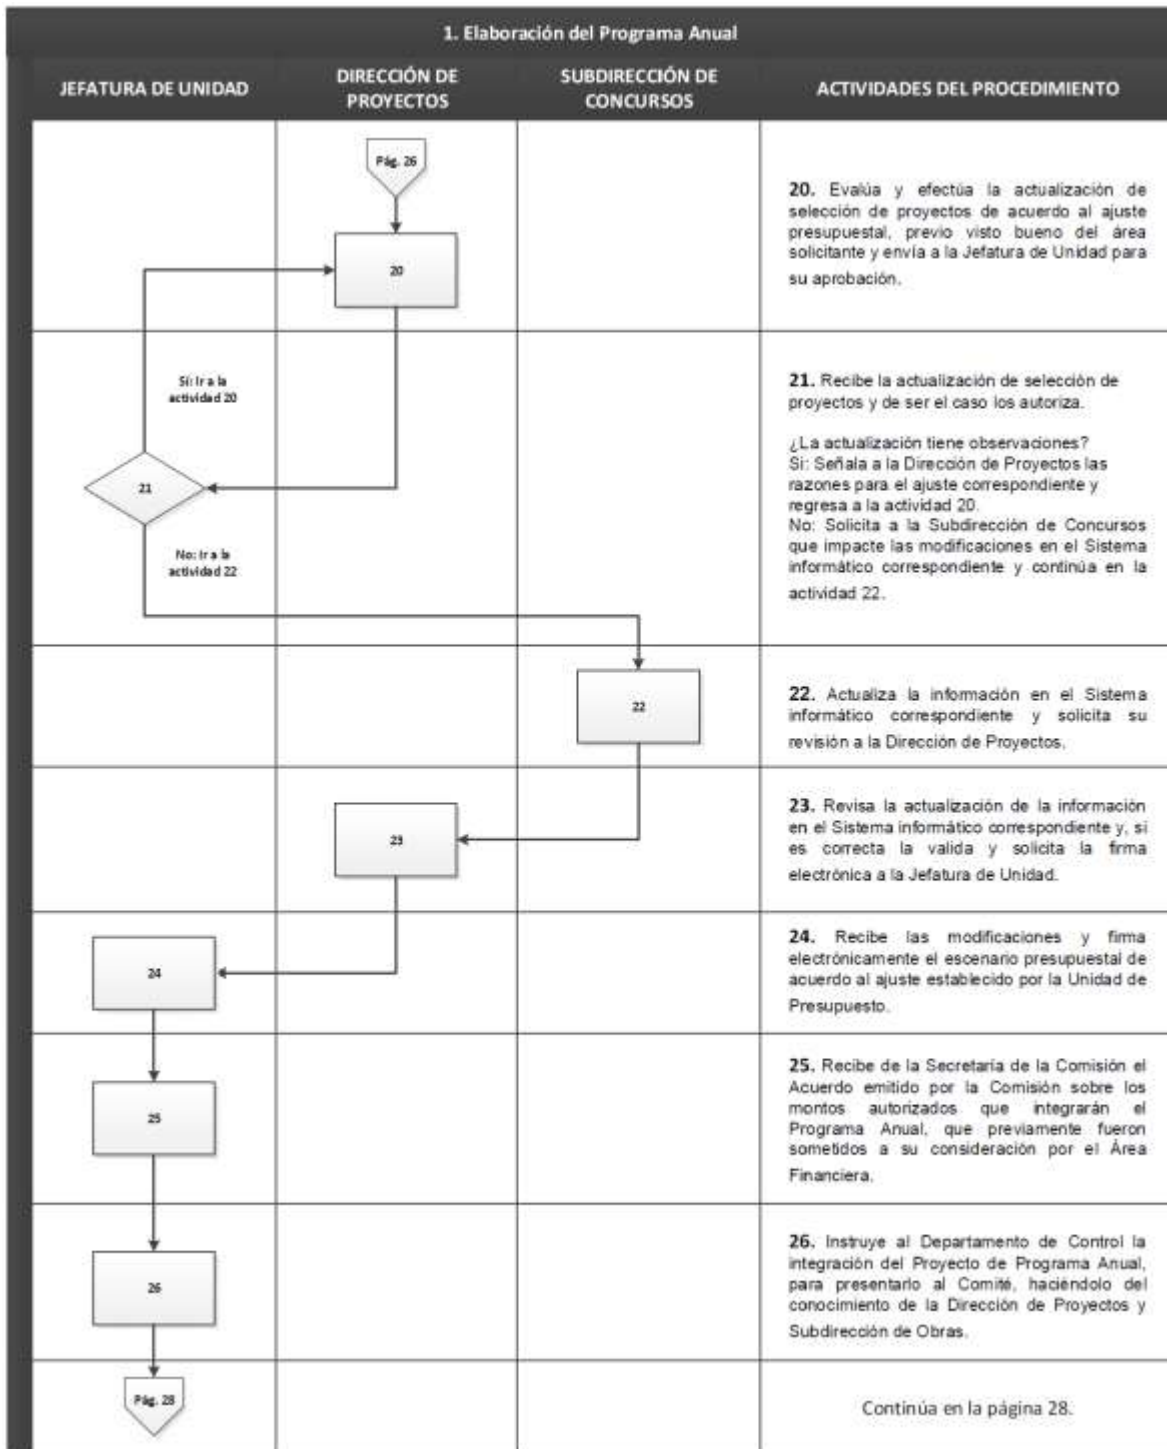 1. Elaboración del Programa Anual
JEFATURA DE UNIDAD
DIRECCIÓN DE
PROYECTOS
SUBDIRECCIÓN DE
CONCURSOS
ACTIVIDADES DEL PROCEDIMIENTO
Pág. 26
20
20. Evalúa y efectúa la actualización de
selección de proyectos de acuerdo al ajuste
presupuestal, previo visto bueno del área
solicitante y envía a la Jefatura de Unidad para
su aprobación.
Sí: Ir a la
actividad 20
21
No: Ir a la
actividad 22
21. Recibe la actualización de selección de
proyectos y de ser el caso los autoriza.
¿La actualización tiene observaciones?
Si: Señala a la Dirección de Proyectos las
razones para el ajuste correspondiente y
regresa a la actividad 20.
No: Solicita a la Subdirección de Concursos
que impacte las modificaciones en el Sistema
informático correspondiente y continúa en la
actividad 22.
22
22. Actualiza la información en el Sistema
informático correspondiente y solicita su
revisión a la Dirección de Proyectos.
23
23. Revisa la actualización de la información
en el Sistema informático correspondiente y, si
es correcta la valida y solicita la firma
electrónica a la Jefatura de Unidad.
24
24. Recibe las modificaciones y firma
electrónicamente el escenario presupuestal de
acuerdo al ajuste establecido por la Unidad de
Presupuesto.
25
25. Recibe de la Secretaría de la Comisión el
Acuerdo emitido por la Comisión sobre los
montos autorizados que integrarán el
Programa Anual, que previamente fueron
sometidos a su consideración por el Área
Financiera.
26
26. Instruye al Departamento de Control la
integración del Proyecto de Programa Anual,
para presentarlo al Comité, haciéndolo del
conocimiento de la Dirección de Proyectos y
Subdirección de Obras.
Pág. 28
Continúa en la página 28.